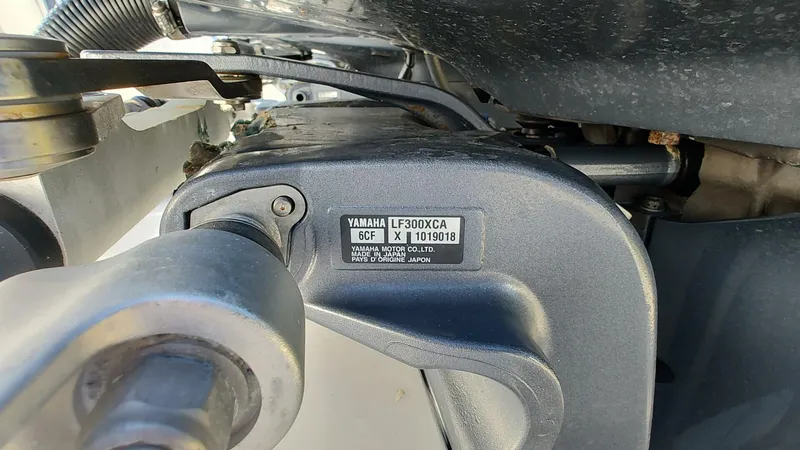 YAMAHA LF300XCA
6CF X 1019018
YAMAHA MOTOR CO.,LTD.
MADE IN JAPAN
PAYS D'ORIGINE JAPON